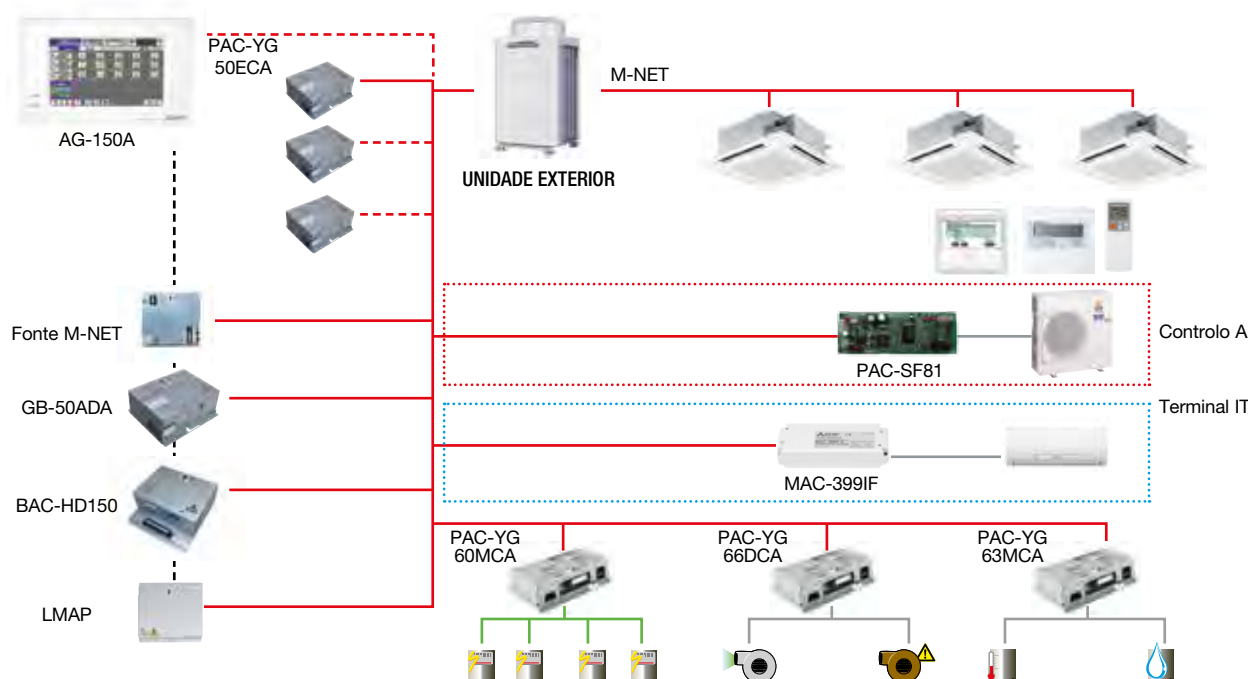 PAC-YG
50ECA
M-NET
AG-150A
UNIDADE EXTERIOR
Fonte M-NET
Controlo A
PAC-SF81
GB-50ADA
Terminal IT
MAC-399IF
BAC-HD150
PAC-YG
60MCA
PAC-YG
66DCA
PAC-YG
63MCA
LMAP